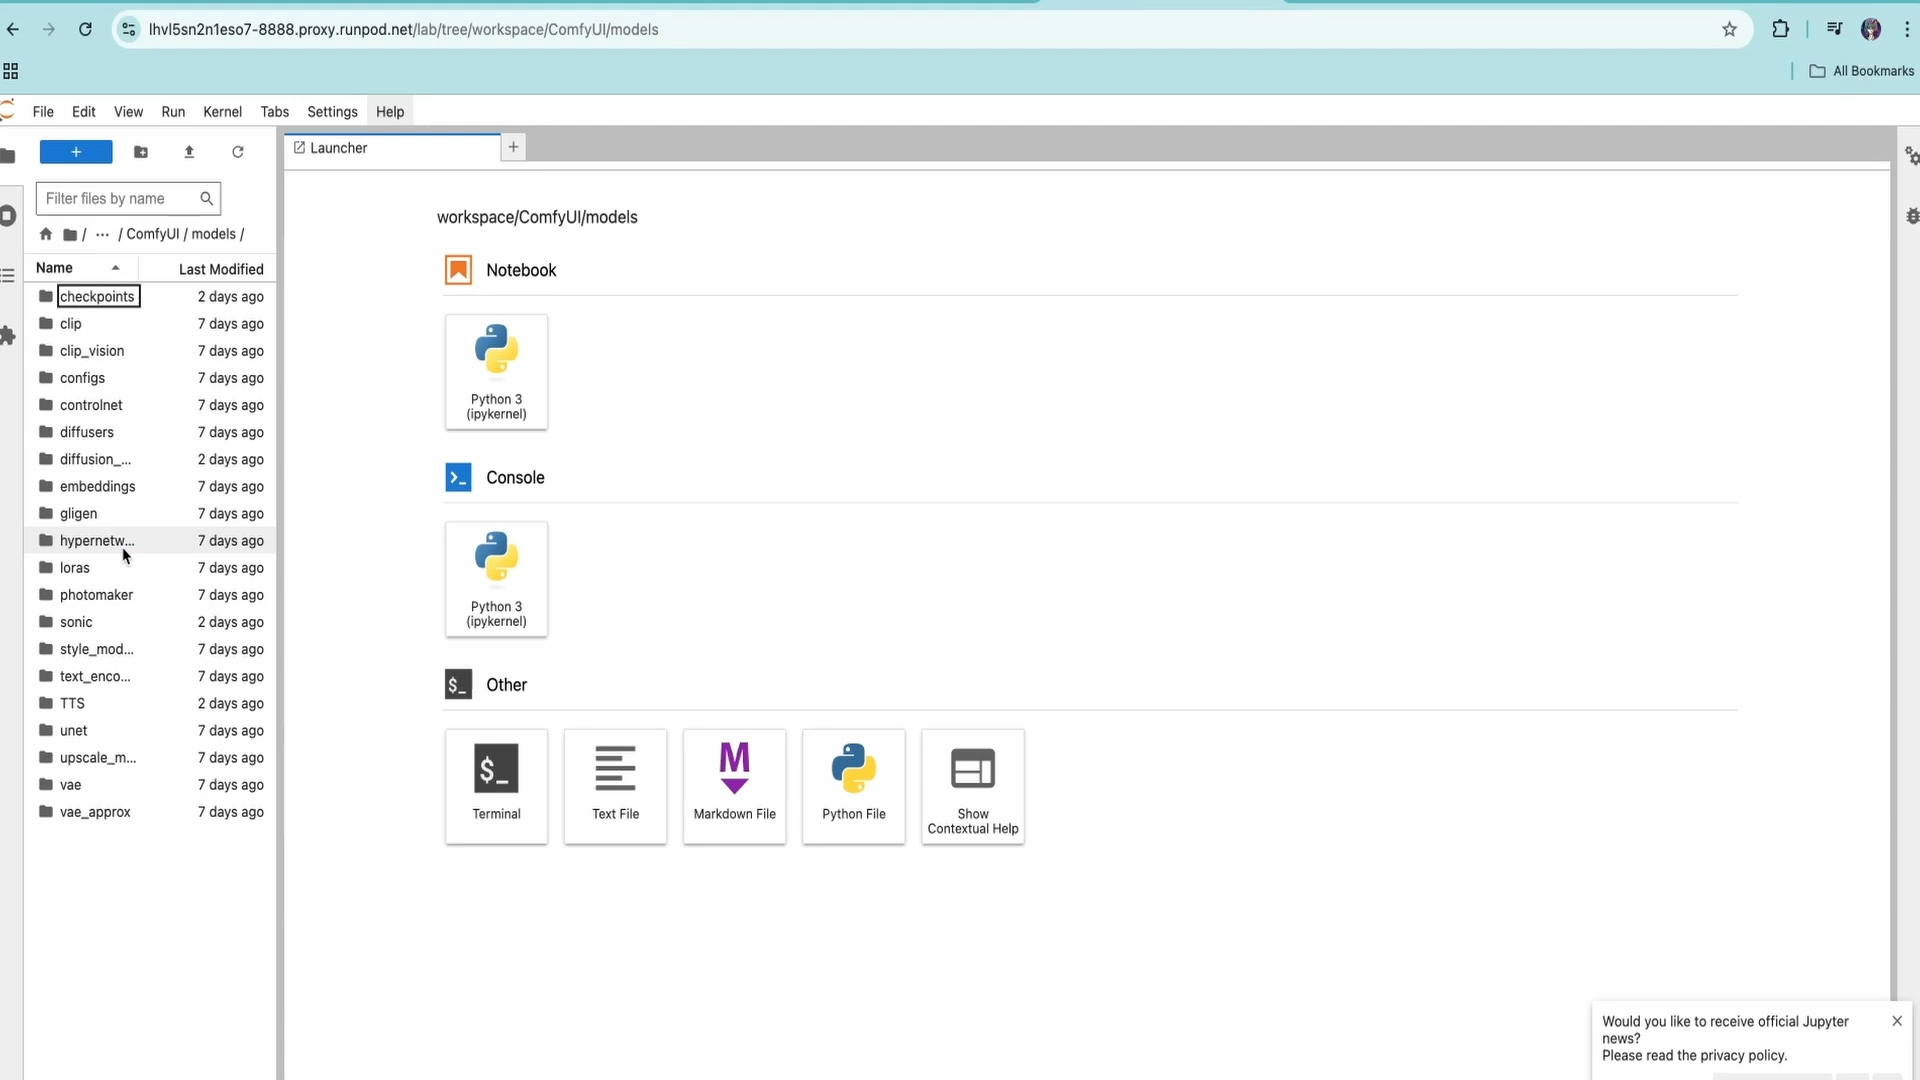 lhvl5sn2n1eso7-8888.proxy.runpod.net/lab/tree/workspace/ComfyUI/models
All Bookmarks
File Edit View Run Kernel Tabs Settings Help
Launcher
Filter files by name
/ ··· / ComfyUI / models /
Name Last Modified
checkpoints 2 days ago
clip 7 days ago
clip_vision 7 days ago
configs 7 days ago
controlnet 7 days ago
diffusers 7 days ago
diffusion_... 2 days ago
embeddings 7 days ago
gligen 7 days ago
hypernetw... 7 days ago
loras 7 days ago
photomaker 7 days ago
sonic 2 days ago
style_mod... 7 days ago
text_enco... 7 days ago
TTS 2 days ago
unet 7 days ago
upscale_m... 7 days ago
vae 7 days ago
vae_approx 7 days ago
workspace/ComfyUI/models
Notebook
Python 3
(ipykernel)
Console
Python 3
(ipykernel)
$_ Other
$_
Terminal
Text File
M
Markdown File
Python File
Show
Contextual Help
Would you like to receive official Jupyter
news?
Please read the privacy policy.